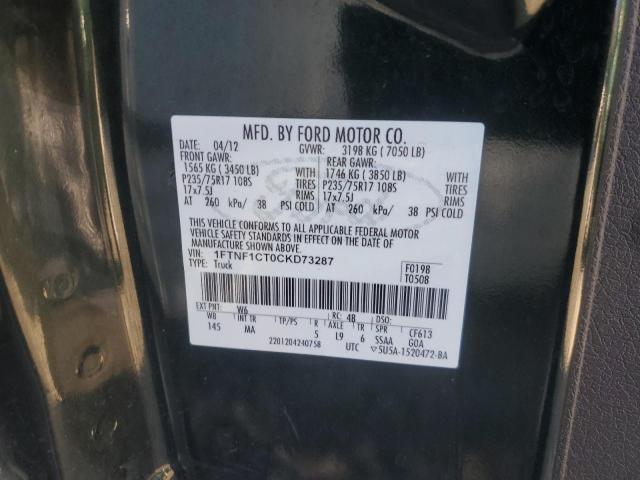 MFD. BY FORD MOTOR CO.
DATE: 04/12 GVWR: 3198 KG ( 7050 LB)
FRONT GAWR: REAR GAWR:
1565 KG ( 3450 LB) WITH 1746 KG ( 3850 LB) WITH
P235/75R17 108S TIRES P235/75R17 108S TIRES
17x7.5J RIMS 17x7.5J RIMS
AT 260 kPa/ 38 PSI COLD AT 260 kPa/ 38 PSI COLD
THIS VEHICLE CONFORMS TO ALL APPLICABLE FEDERAL MOTOR
VEHICLE SAFETY STANDARDS IN EFFECT ON THE DATE OF
MANUFACTURE SHOWN ABOVE.
VIN: 1FTNF1CT0CKD73287
TYPE: Truck
F0198
T0508
EXT PNT: W6 RC: 48 DSO:
WB INT TR TP/PS R AXLE TR SPR CF613
145 MA 5 L9 6 SSAA GOA
2201204240758 UTC ▽5U5A-1520472-BA